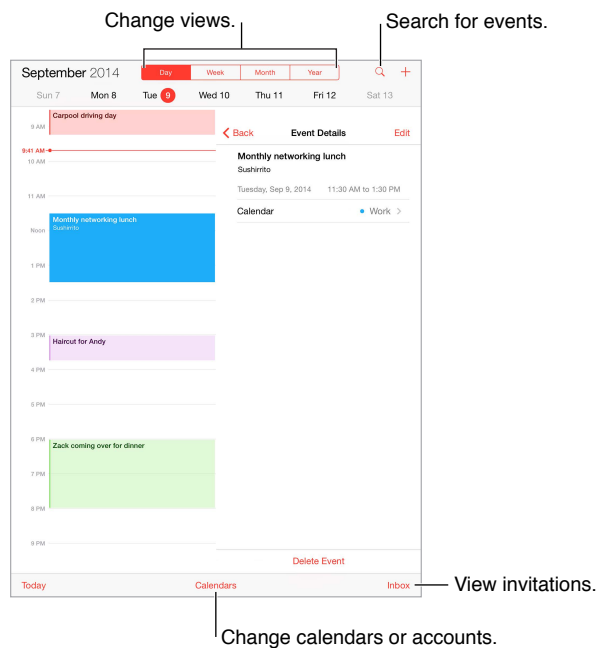 Change views.
Search for events.
September 2014
Day Week Month Year
Sun 7 Mon 8 Tue 9 Wed 10 Thu 11 Fri 12 Sat 13
Carpool driving day
9 AM
9:41 AM
10 AM
11 AM
Monthly networking lunch
Sushirrito
Noon
1 PM
2 PM
3 PM
Haircut for Andy
4 PM
5 PM
6 PM
Zack coming over for dinner
7 PM
8 PM
9 PM
Back Event Details Edit
Monthly networking lunch
Sushirrito
Tuesday, Sep 9, 2014 11:30 AM to 1:30 PM
Calendar Work
Delete Event
Today Calendars Inbox
View invitations.
Change calendars or accounts.